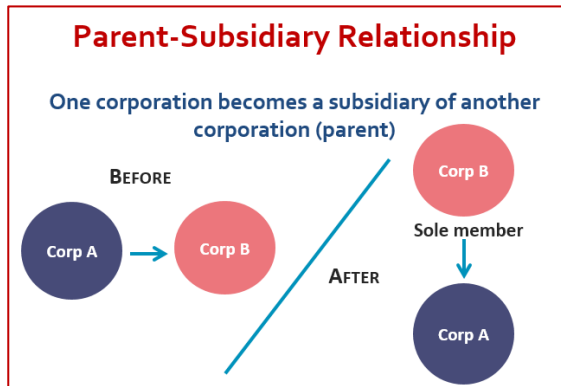 Parent-Subsidiary Relationship
One corporation becomes a subsidiary of another
corporation (parent)
BEFORE
Corp A
Corp B
AFTER
Corp B
Sole member
Corp A